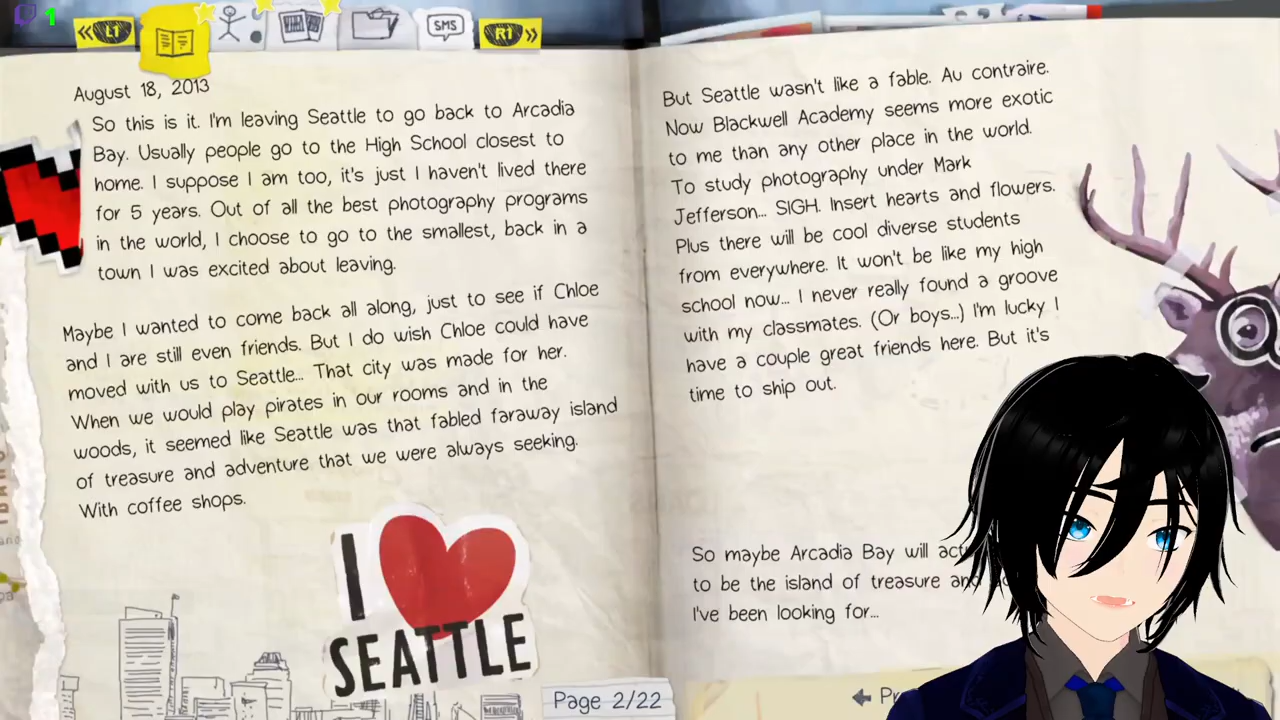 1
L1
SMS
R1
August 18, 2013
So this is it. I'm leaving Seattle to go back to Arcadia
Bay. Usually people go to the High School closest to
home. I suppose I am too, it's just I haven't lived there
for 5 years. Out of all the best photography programs
in the world, I choose to go to the smallest, back in a
town I was excited about leaving.
Maybe I wanted to come back all along, just to see if Chloe
and I are still even friends. But I do wish Chloe could have
moved with us to Seattle... That city was made for her.
When we would play pirates in our rooms and in the
woods, it seemed like Seattle was that fabled faraway island
of treasure and adventure that we were always seeking.
With coffee shops.
I
SEATTLE
Page 2/22
But Seattle wasn't like a fable. Au contraire.
Now Blackwell Academy seems more exotic
to me than any other place in the world.
To study photography under Mark
Jefferson... SIGH. Insert hearts and flowers.
Plus there will be cool diverse students
from everywhere. It won't be like my high
school now... I never really found a groove
with my classmates. (Or boys...) I'm lucky I
have a couple great friends here. But it's
time to ship out.
So maybe Arcadia Bay will
to be the island of treasure
I've been looking for...